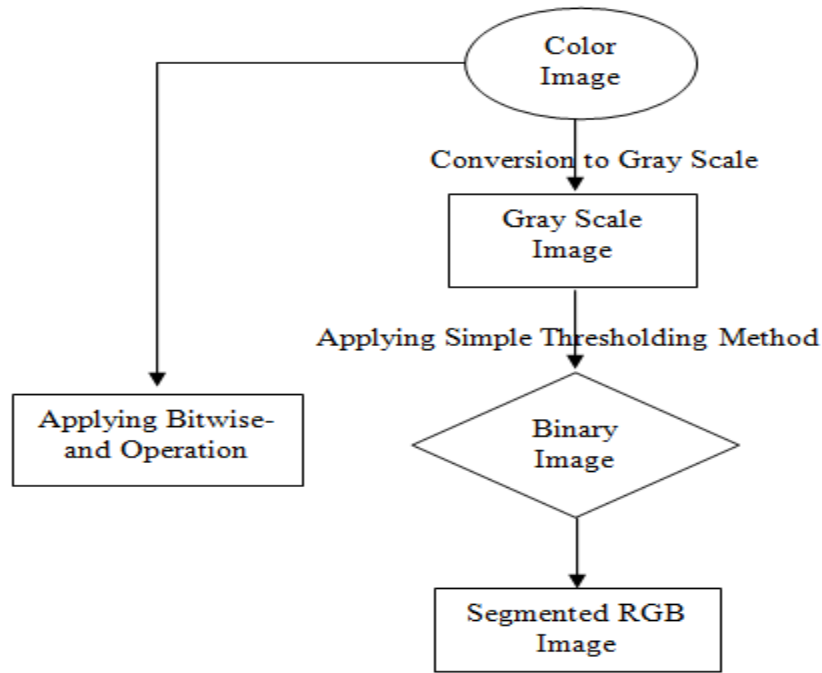 Color
Image
Conversion to Gray Scale
Gray Scale
Image
Applying Simple Thresholding Method
Applying Bitwise-
and Operation
Binary
Image
Segmented RGB
Image